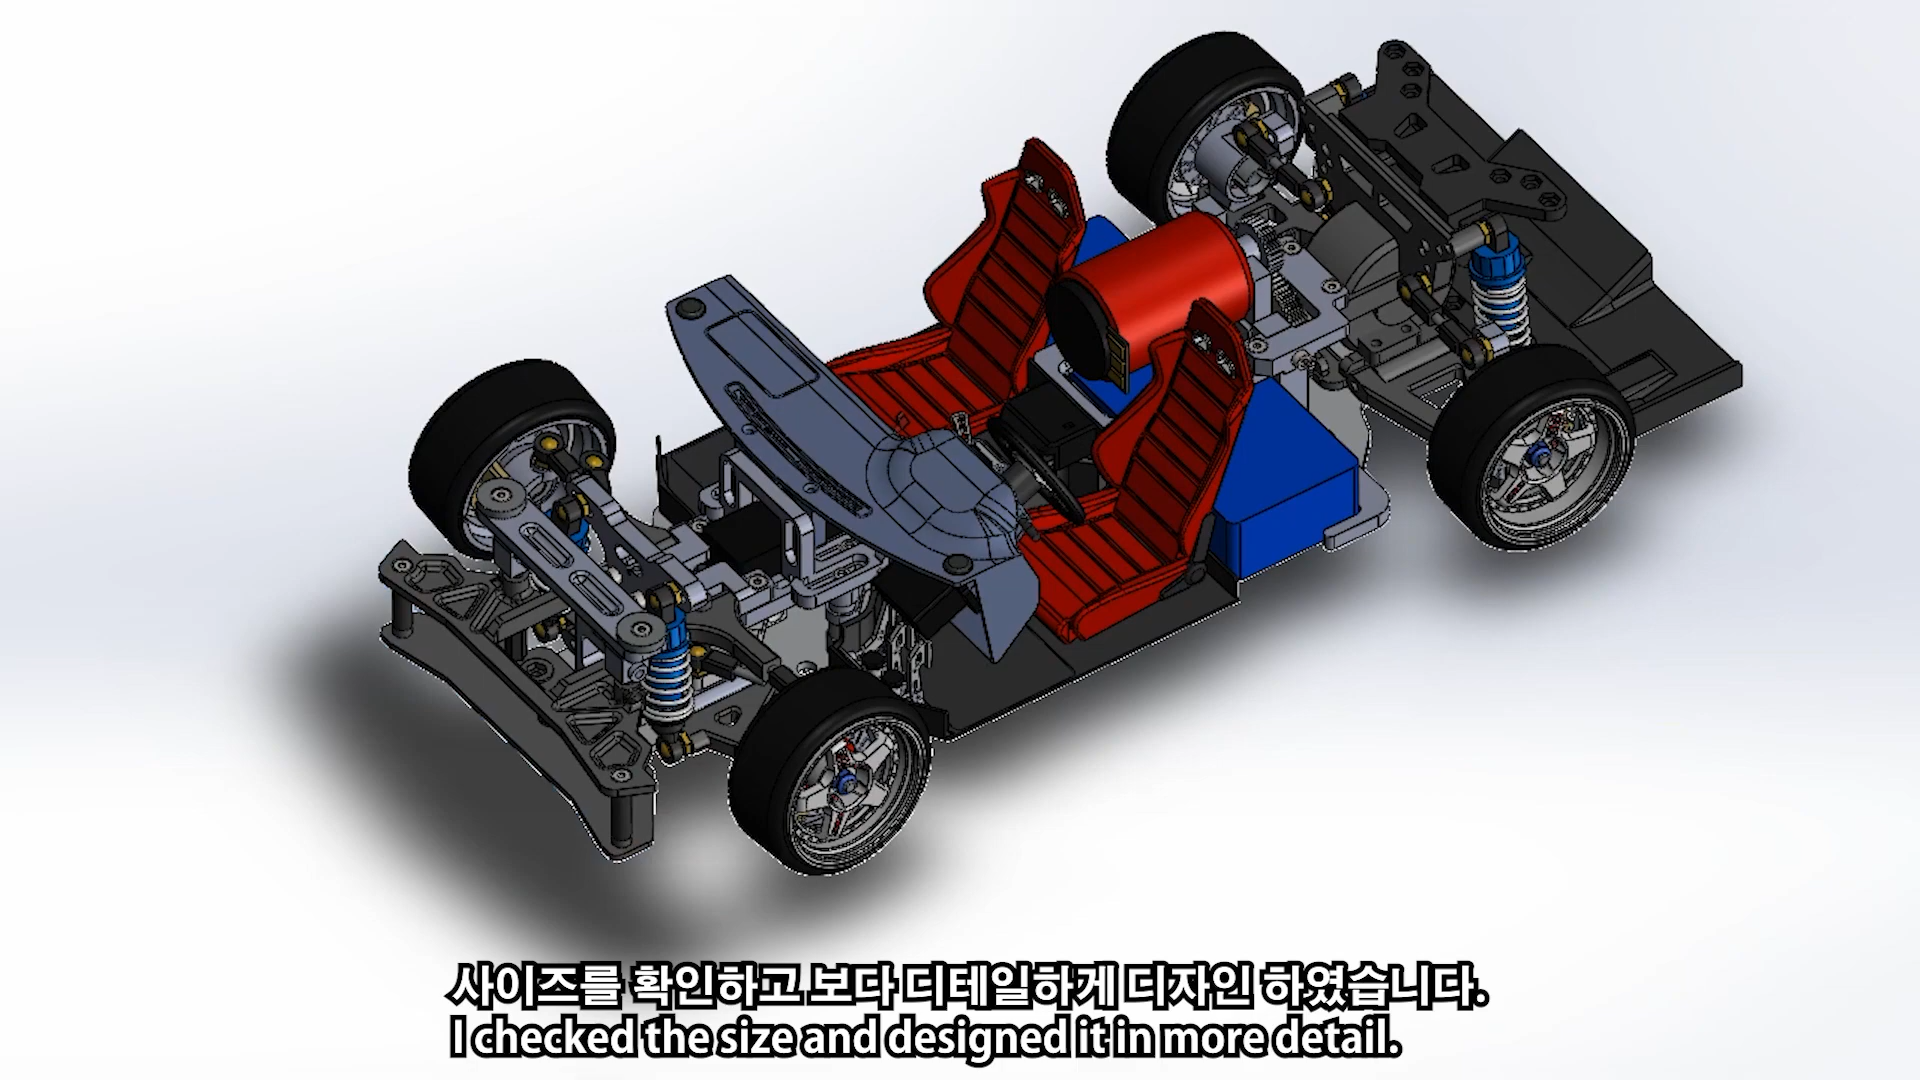 사이즈를 확인하고 보다 디테일하게 디자인 하였습니다.
I checked the size and designed it in more detail.